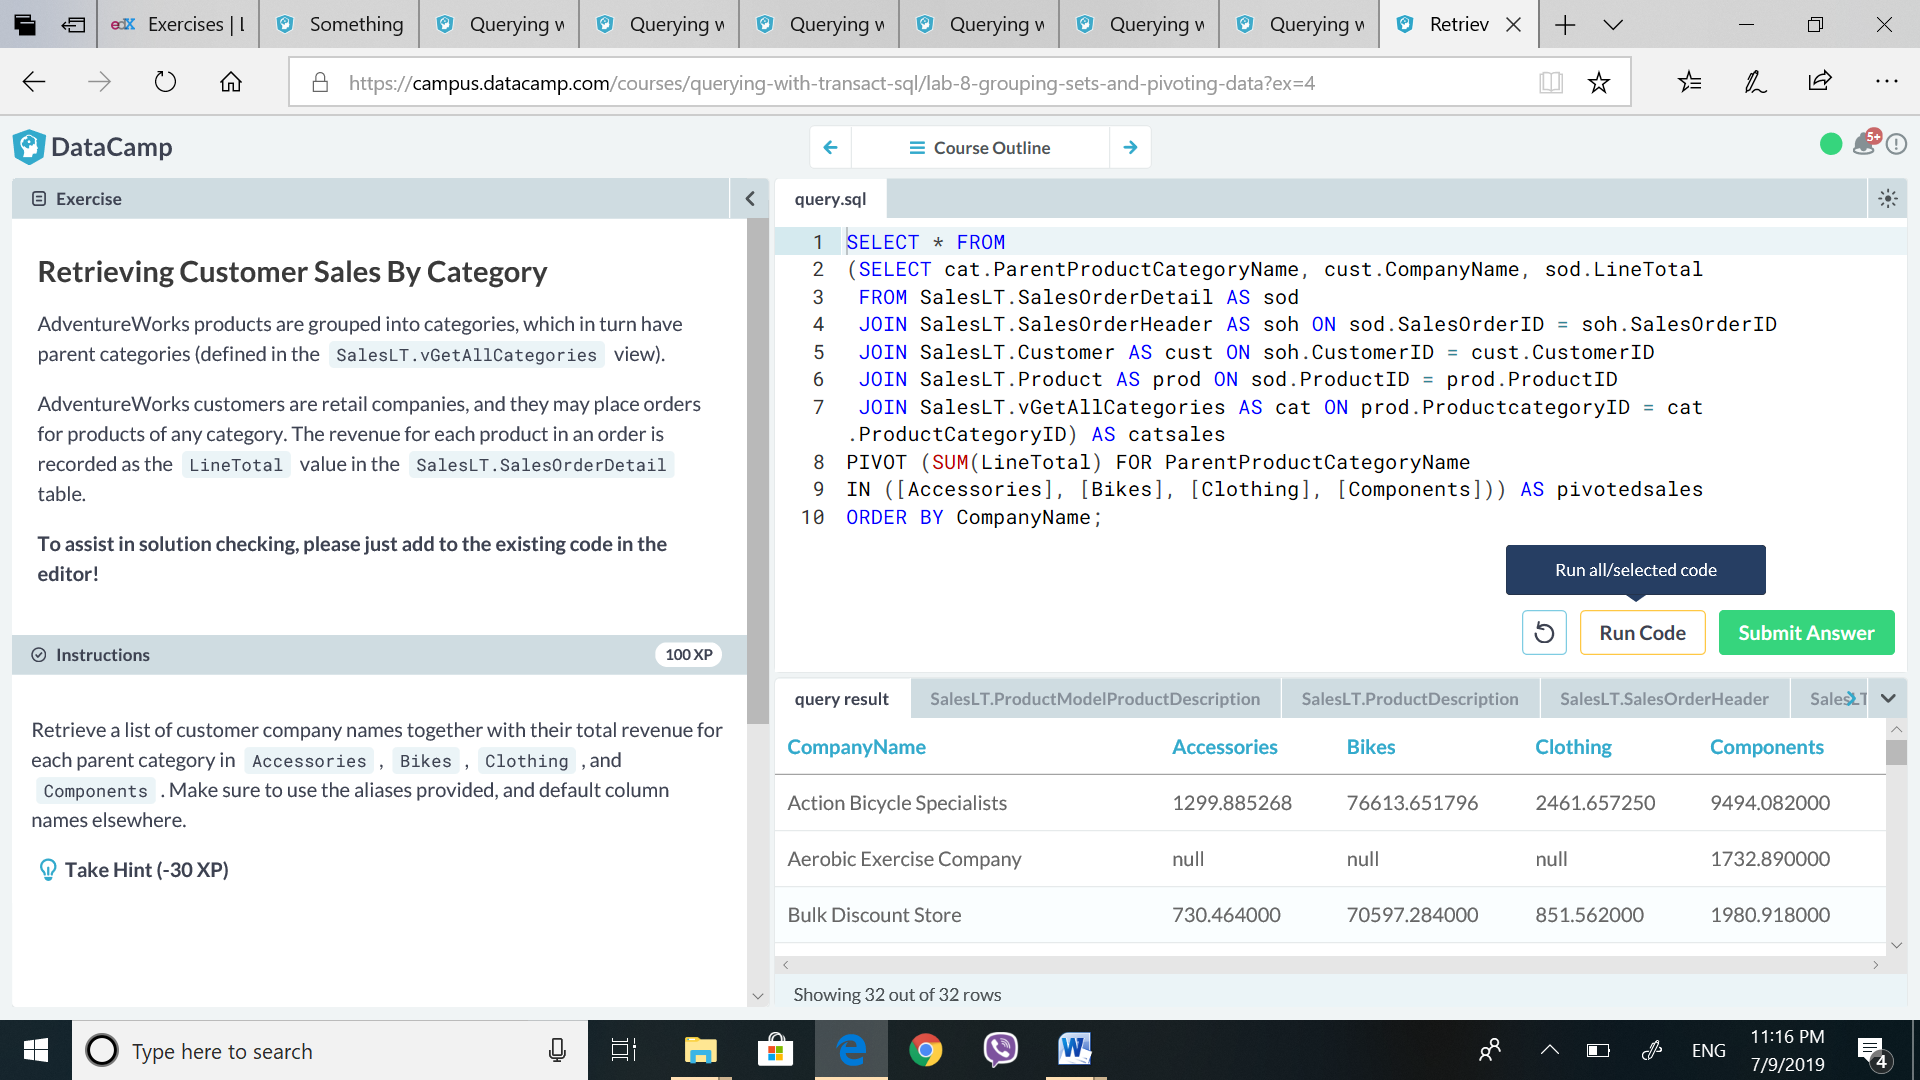 Exercises | L
Something
Querying w
Querying w
Querying w
Querying w
Querying w
Querying w
Retriev
https://campus.datacamp.com/courses/querying-with-transact-sql/lab-8-grouping-sets-and-pivoting-data?ex=4
DataCamp
Course Outline
5+
Exercise
Retrieving Customer Sales By Category
AdventureWorks products are grouped into categories, which in turn have
parent categories (defined in the SalesLT.vGetAllCategories view).
AdventureWorks customers are retail companies, and they may place orders
for products of any category. The revenue for each product in an order is
recorded as the LineTotal value in the SalesLT.SalesOrderDetail
table.
To assist in solution checking, please just add to the existing code in the
editor!
Instructions
100 XP
Retrieve a list of customer company names together with their total revenue for
each parent category in Accessories , Bikes , Clothing , and
Components . Make sure to use the aliases provided, and default column
names elsewhere.
Take Hint (-30 XP)
query.sql
1 SELECT * FROM
2 (SELECT cat.ParentProductCategoryName, cust.CompanyName, sod.LineTotal
3 FROM SalesLT.SalesOrderDetail AS sod
4 JOIN SalesLT.SalesOrderHeader AS soh ON sod.SalesOrderID = soh.SalesOrderID
5 JOIN SalesLT.Customer AS cust ON soh.CustomerID = cust.CustomerID
6 JOIN SalesLT.Product AS prod ON sod.ProductID = prod.ProductID
7 JOIN SalesLT.vGetAllCategories AS cat ON prod.ProductcategoryID = cat
.ProductCategoryID) AS catsales
8 PIVOT (SUM(LineTotal) FOR ParentProductCategoryName
9 IN ([Accessories], [Bikes], [Clothing], [Components])) AS pivotedsales
10 ORDER BY CompanyName;
Run all/selected code
Run Code
Submit Answer
query result
SalesLT.ProductModelProductDescription
SalesLT.ProductDescription
SalesLT.SalesOrderHeader
SalesLT
CompanyName Accessories Bikes Clothing Components
Action Bicycle Specialists 1299.885268 76613.651796 2461.657250 9494.082000
Aerobic Exercise Company null null null 1732.890000
Bulk Discount Store 730.464000 70597.284000 851.562000 1980.918000
Showing 32 out of 32 rows
Type here to search
ENG
11:16 PM
7/9/2019
4